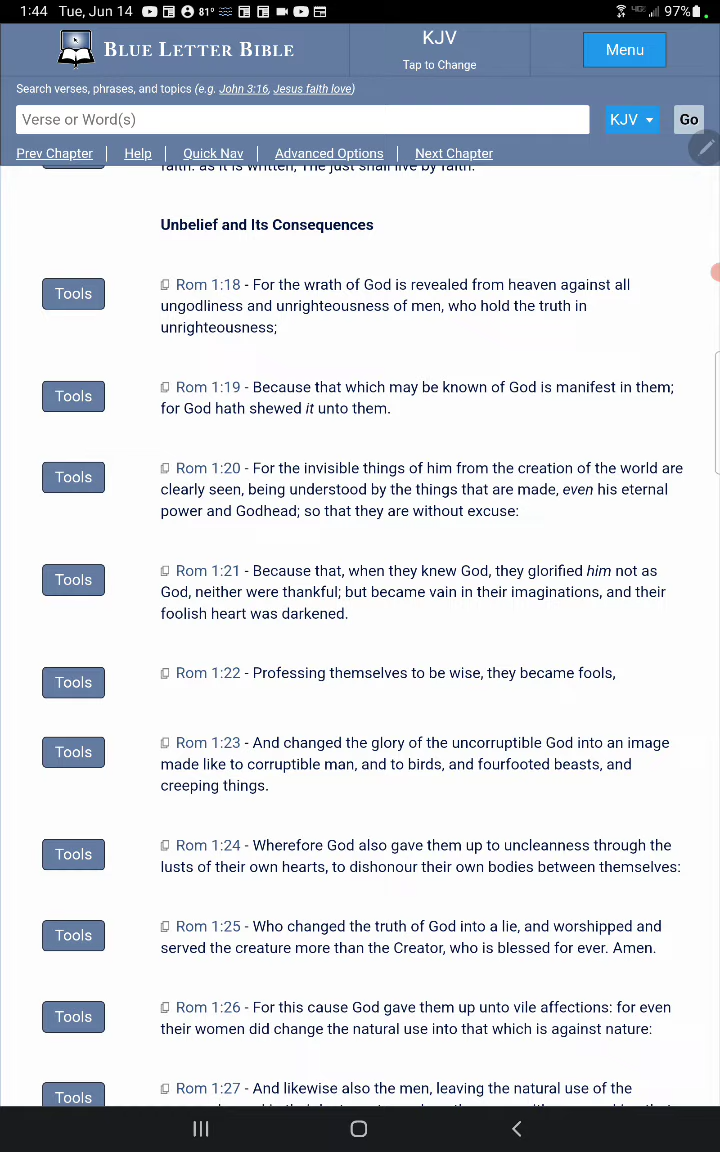 1:44 Tue, Jun 14 81° 97%
BLUE LETTER BIBLE
KJV
Tap to Change
Menu
Search verses, phrases, and topics (e.g. John 3:16, Jesus faith love)
Verse or Word(s)
KJV
Go
Prev Chapter | Help | Quick Nav | Advanced Options | Next Chapter
faith: as it is written, The just shall live by faith.
Unbelief and Its Consequences
Tools
Rom 1:18 - For the wrath of God is revealed from heaven against all
ungodliness and unrighteousness of men, who hold the truth in
unrighteousness;
Tools
Rom 1:19 - Because that which may be known of God is manifest in them;
for God hath shewed it unto them.
Tools
Rom 1:20 - For the invisible things of him from the creation of the world are
clearly seen, being understood by the things that are made, even his eternal
power and Godhead; so that they are without excuse:
Tools
Rom 1:21 - Because that, when they knew God, they glorified him not as
God, neither were thankful; but became vain in their imaginations, and their
foolish heart was darkened.
Tools
Rom 1:22 - Professing themselves to be wise, they became fools,
Tools
Rom 1:23 - And changed the glory of the uncorruptible God into an image
made like to corruptible man, and to birds, and fourfooted beasts, and
creeping things.
Tools
Rom 1:24 - Wherefore God also gave them up to uncleanness through the
lusts of their own hearts, to dishonour their own bodies between themselves:
Tools
Rom 1:25 - Who changed the truth of God into a lie, and worshipped and
served the creature more than the Creator, who is blessed for ever. Amen.
Tools
Rom 1:26 - For this cause God gave them up unto vile affections: for even
their women did change the natural use into that which is against nature:
Tools
Rom 1:27 - And likewise also the men, leaving the natural use of the